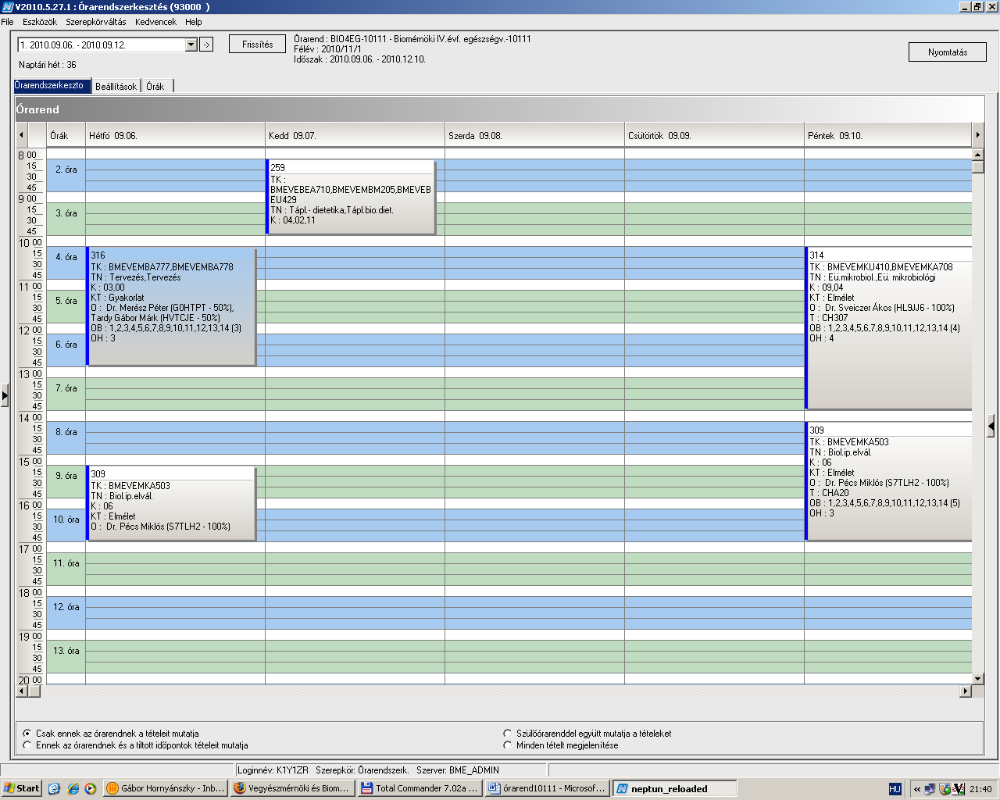 V2010.5.27.1 : Órarendszerkesztés (93000  )
File Eszközök Szerepkörváltás Kedvencek Help
1. 2010.09.06. - 2010.09.12.
->
Frissítés
Órarend : BIO4EG-10111 - Biomérnöki IV.évf. egészségv.-10111
Félév : 2010/11/1
Időszak : 2010.09.06. - 2010.12.10.
Nyomtatás
Naptári hét : 36
Órarendszerkeszto Beállítások Órák
Órarend
Órák Hétfő 09.06. Kedd 09.07. Szerda 09.08. Csütörtök 09.09. Péntek 09.10.
8 00
15
30
45
9 00
15
30
45
10 00
15
30
45
11 00
15
30
45
12 00
15
30
45
13 00
15
30
45
14 00
15
30
45
15 00
15
30
45
16 00
15
30
45
17 00
15
30
45
18 00
15
30
45
19 00
15
30
45
20 00
2. óra
3. óra
4. óra
5. óra
6. óra
7. óra
8. óra
9. óra
10. óra
11. óra
12. óra
13. óra
316
TK : BMEVEMBA777,BMEVEMBA778
TN : Tervezés,Tervezés
K : 03,00
KT : Gyakorlat
O :  Dr. Merész Péter (G0HTPT - 50%),
Tardy Gábor Márk (HVTCJE - 50%)
OB : 1,2,3,4,5,6,7,8,9,10,11,12,13,14 (3)
OH : 3
309
TK : BMEVEMKA503
TN : Biol.ip.elvál.
K : 06
KT : Elmélet
O :  Dr. Pécs Miklós (S7TLH2 - 100%)
259
TK :
BMEVEBEA710,BMEVEMBM205,BMEVEB
EU429
TN : Tápl.- dietetika,Tápl.bio.diet.
K : 04,02,11
314
TK : BMEVEMKU410,BMEVEMKA708
TN : Eü.mikrobiol.,Eü. mikrobiológi
K : 09,04
KT : Elmélet
O :  Dr. Sveiczer Ákos (HL9JJ6 - 100%)
T : CH307
OB : 1,2,3,4,5,6,7,8,9,10,11,12,13,14 (4)
OH : 4
309
TK : BMEVEMKA503
TN : Biol.ip.elvál.
K : 06
KT : Elmélet
O :  Dr. Pécs Miklós (S7TLH2 - 100%)
T : CHA20
OB : 1,2,3,4,5,6,7,8,9,10,11,12,13,14 (5)
OH : 3
Csak ennek az órarendnek a tételeit mutatja
Szülőórarenddel együtt mutatja a tételeket
Ennek az órarendnek és a tiltott időpontok tételeit mutatja
Minden tételt megjelenítése
Loginnév: K1Y1ZR Szerepkör: Órarendszerk. Szerver: BME_ADMIN
Start
Gábor Hornyánszky - Inb...
Vegyészmérnöki és Biom...
Total Commander 7.02a ...
órarend10111 - Microsof...
neptun_reloaded
HU
«
21:40